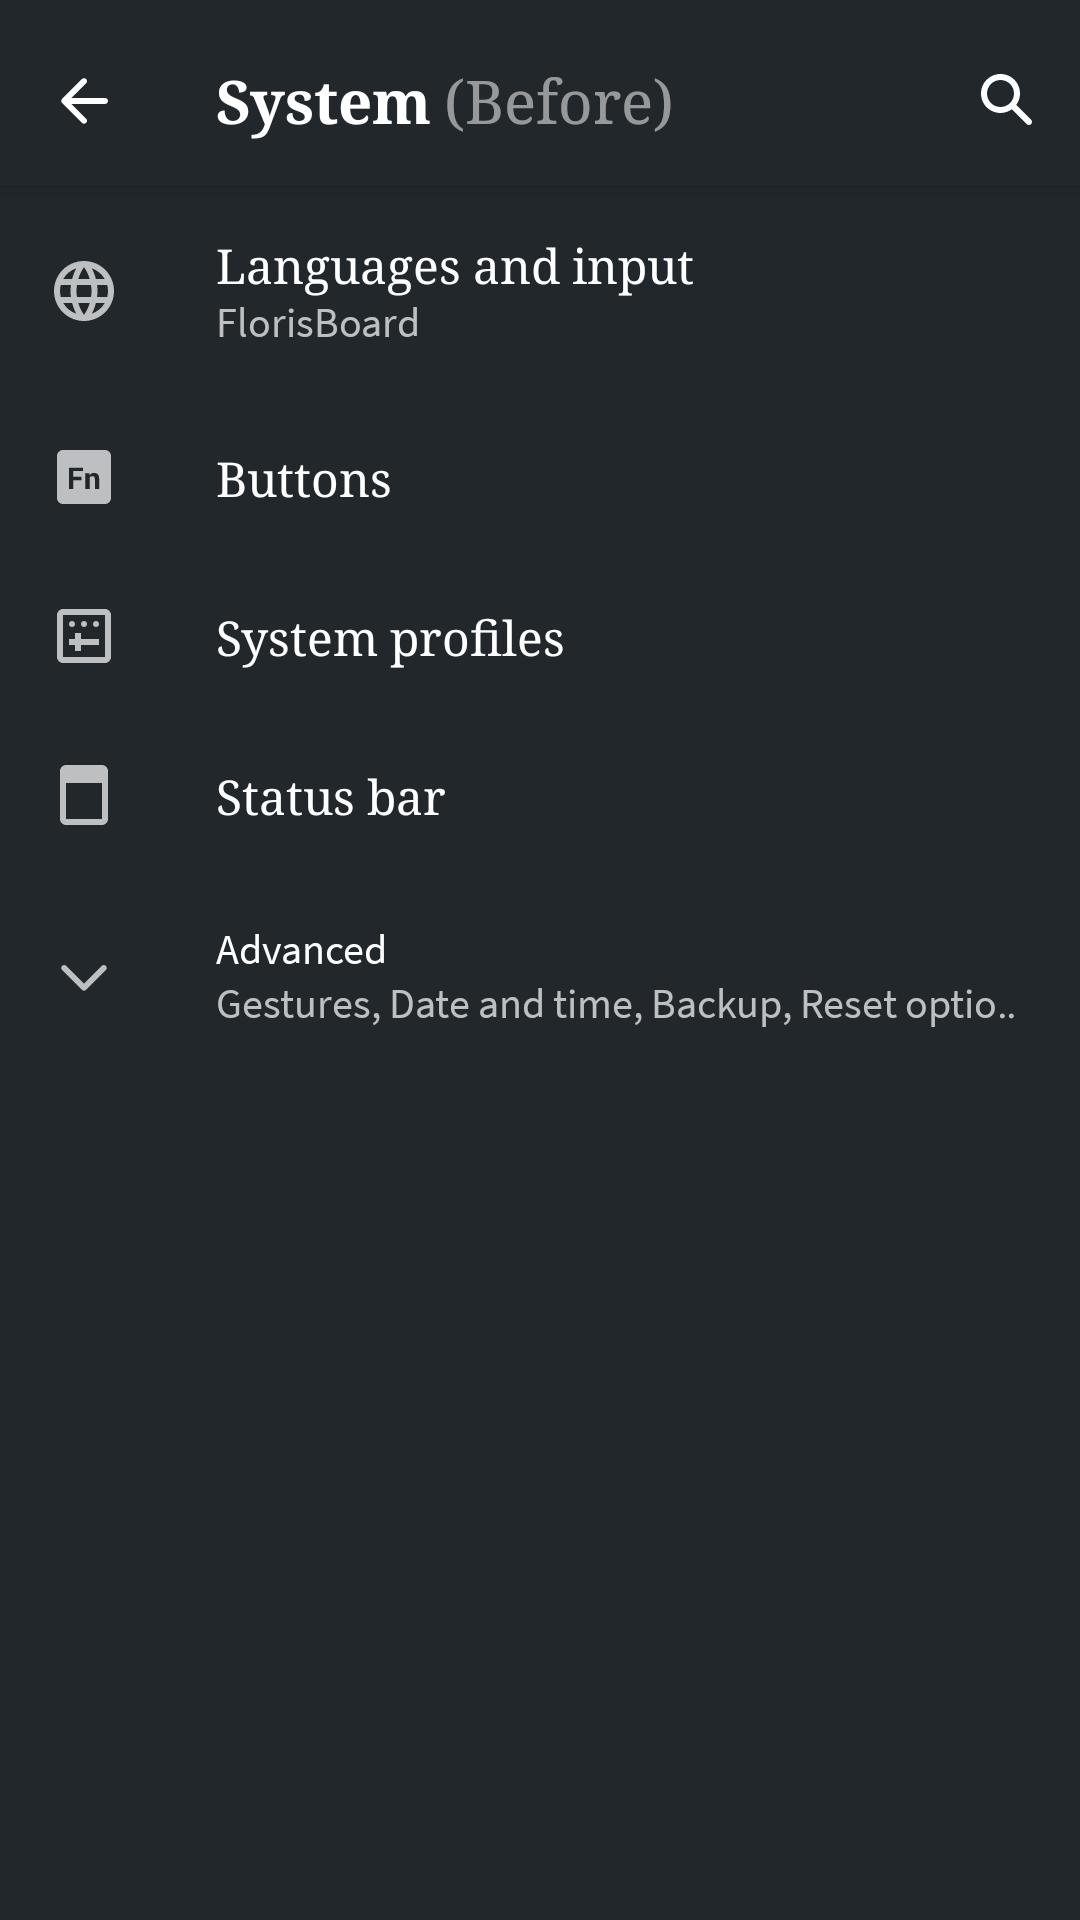 System (Before)
Languages and input
FlorisBoard
Fn
Buttons
System profiles
Status bar
Advanced
Gestures, Date and time, Backup, Reset optio..